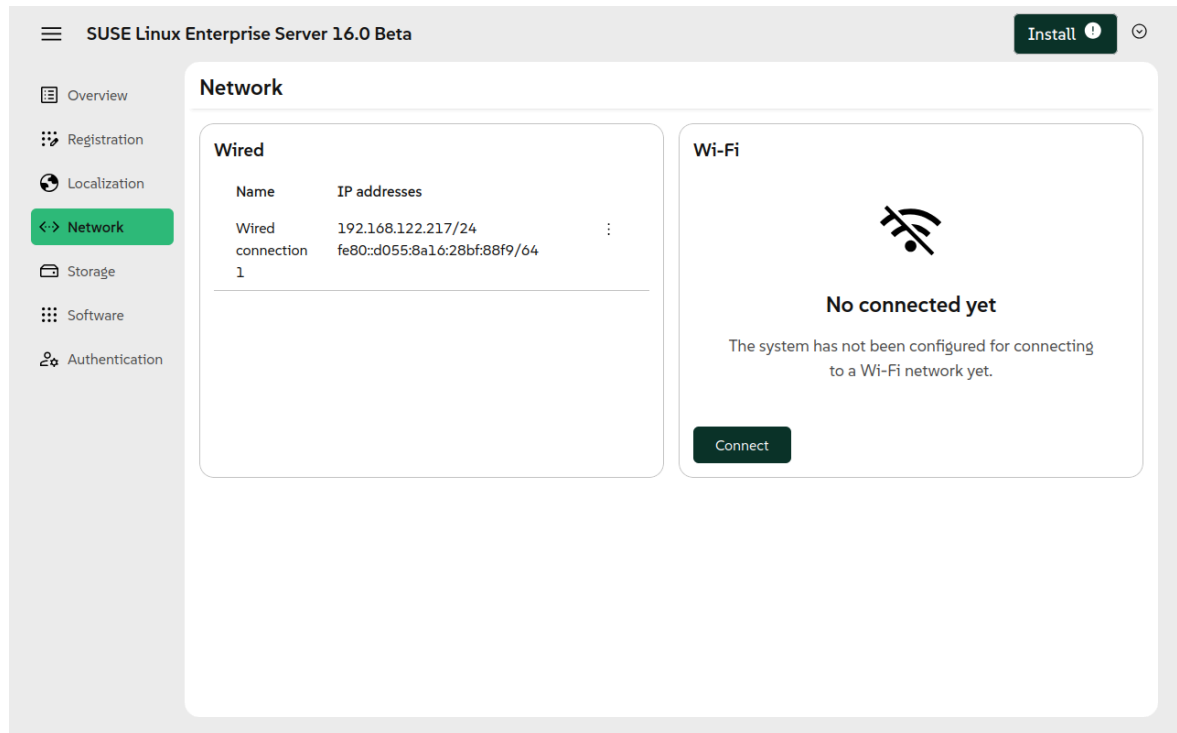 SUSE Linux Enterprise Server 16.0 Beta
Install
Overview
Registration
Localization
Network
Storage
Software
Authentication
Network
Wired
Name IP addresses
Wired connection 1
192.168.122.217/24
fe80::d055:8a16:28bf:88f9/64
Wi-Fi
No connected yet
The system has not been configured for connecting
to a Wi-Fi network yet.
Connect